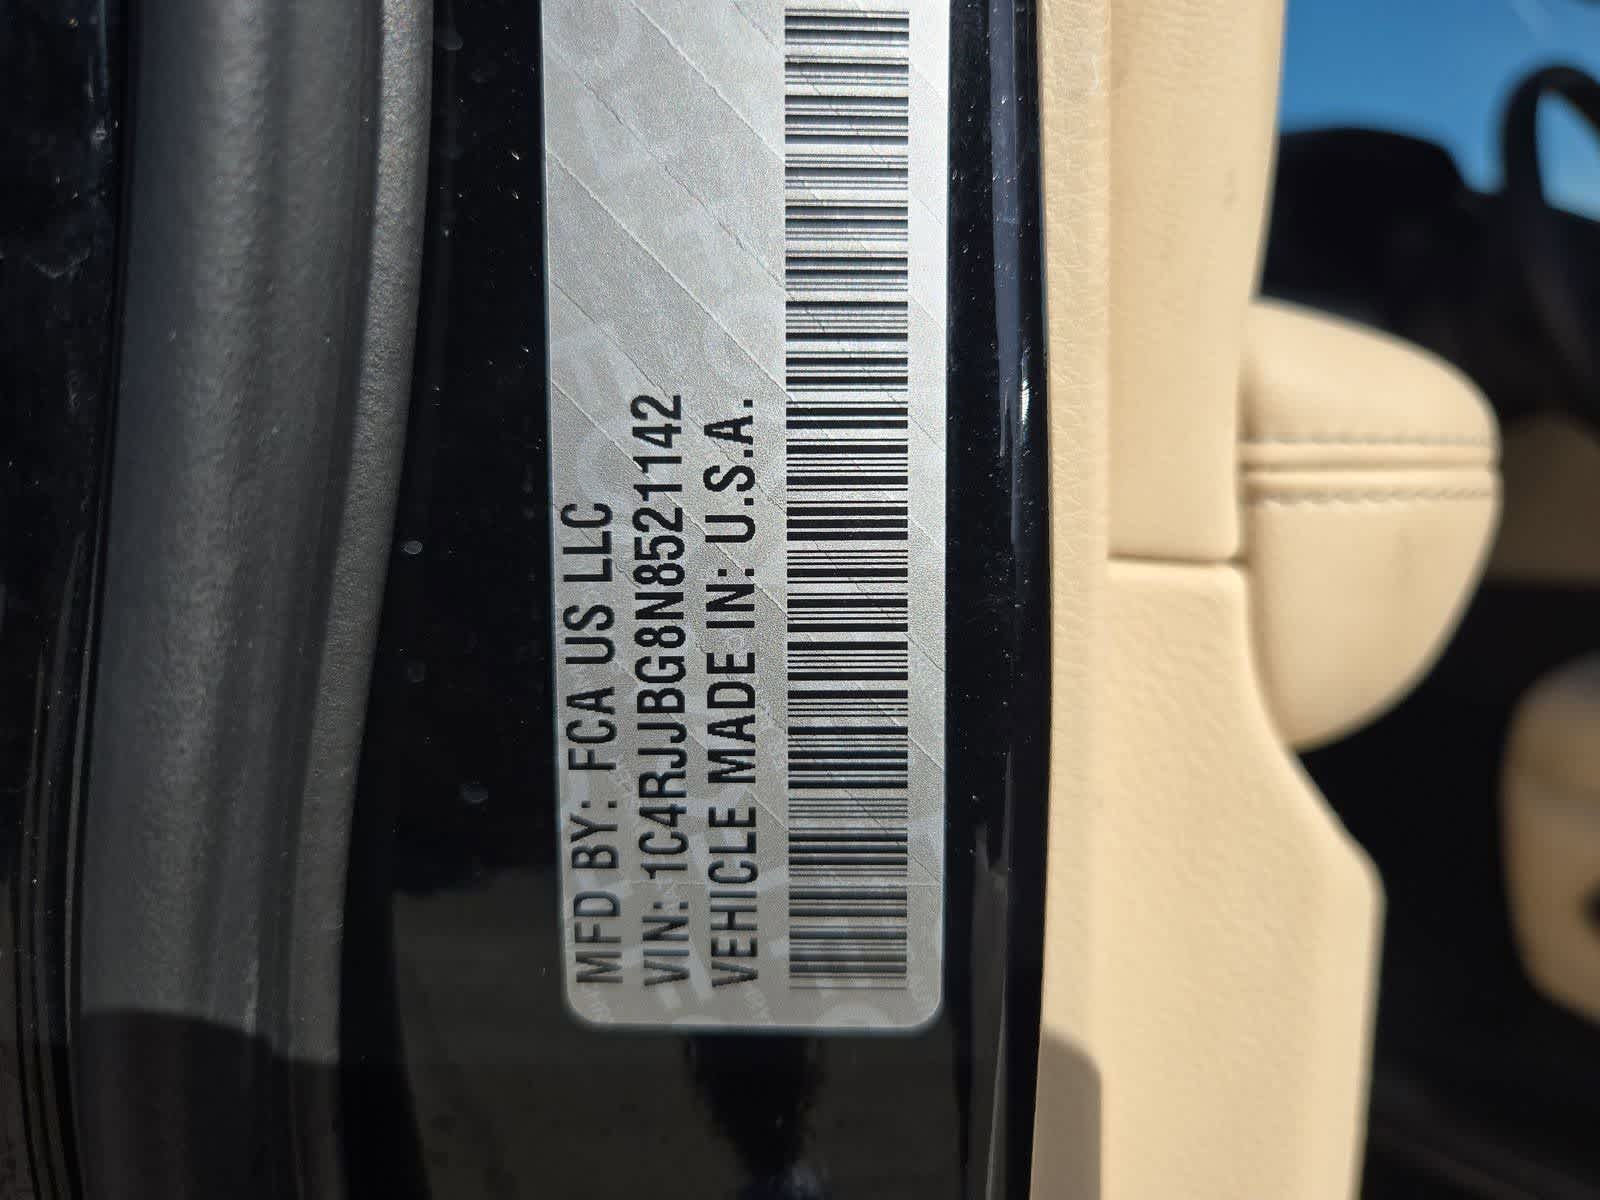 MFD BY: FCA US LLC
VIN: 1C4RJJBG8N8521142
VEHICLE MADE IN: U.S.A.